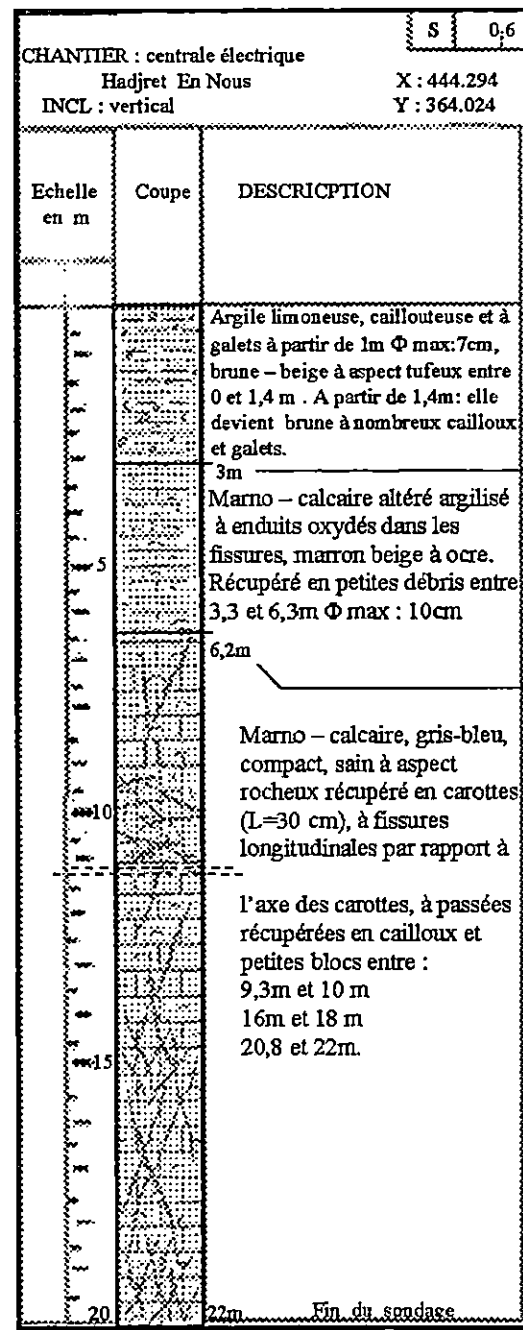 S 0;6
CHANTIER : centrale électrique
Hadjret En Nous X : 444.294
INCL : vertical Y : 364.024
Echelle Coupe DESCRICPTION
en m
Argile limoneuse, caillouteuse et à
galets à partir de 1m Φ max:7cm,
brune – beige à aspect tufeux entre
0 et 1,4 m . A partir de 1,4m: elle
devient brune à nombreux cailloux
et galets.
3m
Marno – calcaire altéré argilisé
à enduits oxydés dans les
fissures, marron beige à ocre.
5
Récupéré en petites débris entre
3,3 et 6,3m Φ max : 10cm
6,2m
Marno – calcaire, gris-bleu,
compact, sain à aspect
rocheux récupéré en carottes
10
(L=30 cm), à fissures
longitudinales par rapport à
l'axe des carottes, à passées
récupérées en cailloux et
petites blocs entre :
9,3m et 10 m
16m et 18 m
20,8 et 22m.
15
20 22m Fin du sondage